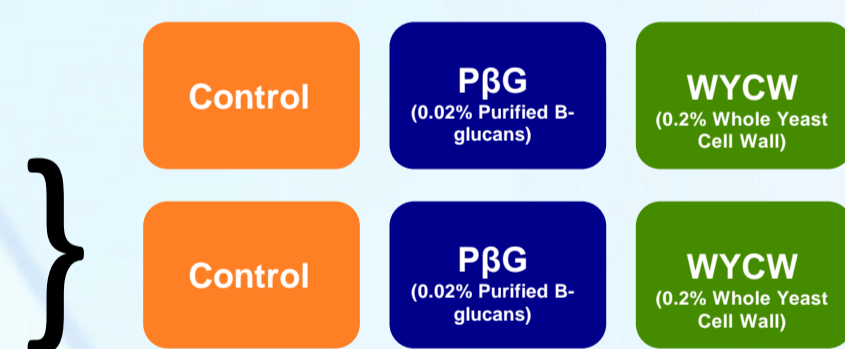 Control
PβG
(0.02% Purified B-
glucans)
WYCW
(0.2% Whole Yeast
Cell Wall)
}
Control
PβG
(0.02% Purified B-
glucans)
WYCW
(0.2% Whole Yeast
Cell Wall)